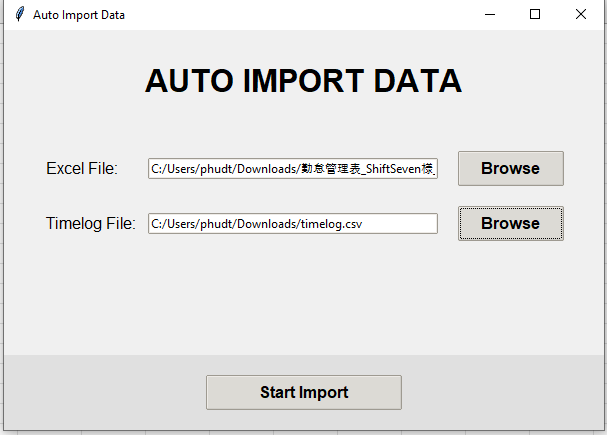 Auto Import Data
AUTO IMPORT DATA
Excel File: C:/Users/phudt/Downloads/勤怠管理表_ShiftSeven様_ Browse
Timelog File: C:/Users/phudt/Downloads/timelog.csv Browse
Start Import